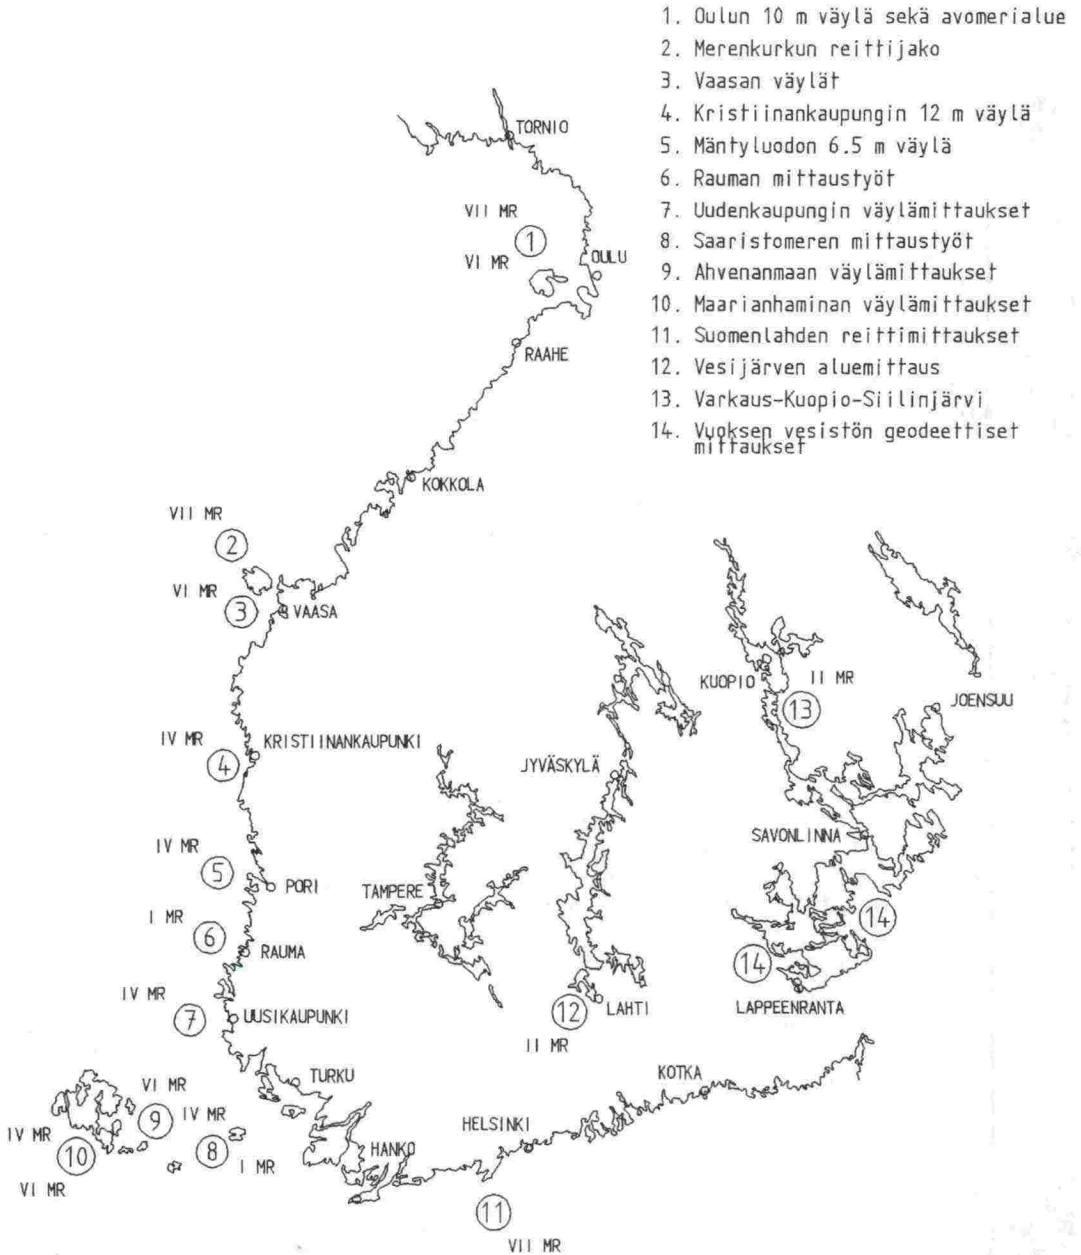 1. Oulun 10 m väylä sekä avomerialue
2. Merenkurkun reittijako
3. Vaasan väylät
4. Kristiinankaupungin 12 m väylä
5. Mäntyluodon 6.5 m väylä
6. Rauman mittaustyöt
7. Uudenkaupungin väylämittaukset
8. Saaristomeren mittaustyöt
9. Ahvenanmaan väylämittaukset
10. Maarianhaminan väylämittaukset
11. Suomenlahden reittimittaukset
12. Vesijärven aluemittaus
13. Varkaus-Kuopio-Siilinjärvi
14. Vuoksen vesistön geodeettiset
mittaukset
TORNIO
VII MR
1
VI MR
OULU
RAAHE
KOKKOLA
VII MR
2
VI MR
3
VAASA
KUOPIO
II MR
13
JOENSUU
IV MR
4
KRISTIINANKAUPUNKI
JYVÄSKYLÄ
SAVONLINNA
IV MR
5
PORI
TAMPERE
I MR
6
RAUMA
14
14
LAPPEENRANTA
IV MR
7
UUSIKAUPUNKI
12
LAHTI
II MR
TURKU
KOTKA
VI MR
9
IV MR
HELSINKI
IV MR
10
8
I MR
HANKO
VI MR
11
VII MR